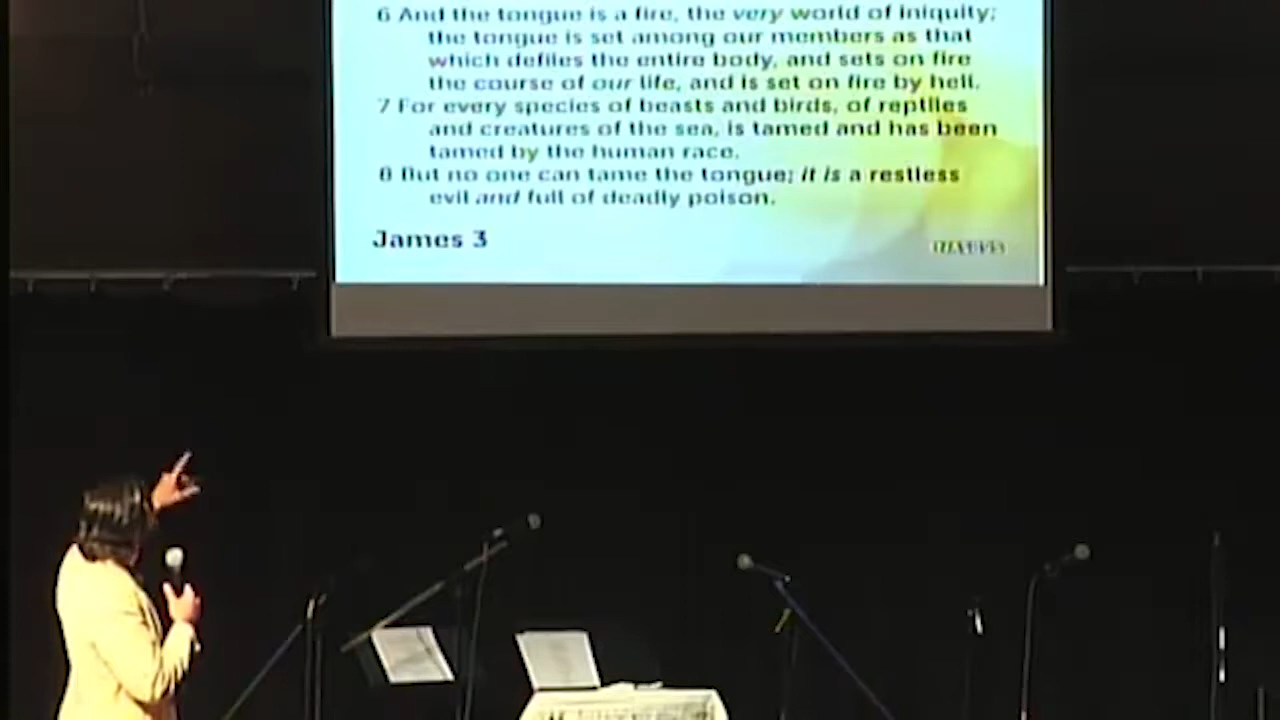 6 And the tongue is a fire, the very world of iniquity;
the tongue is set among our members as that
which defiles the entire body, and sets on fire
the course of our life, and is set on fire by hell.
7 For every species of beasts and birds, of reptiles
and creatures of the sea, is tamed and has been
tamed by the human race.
8 But no one can tame the tongue; it is a restless
evil and full of deadly poison.
James 3